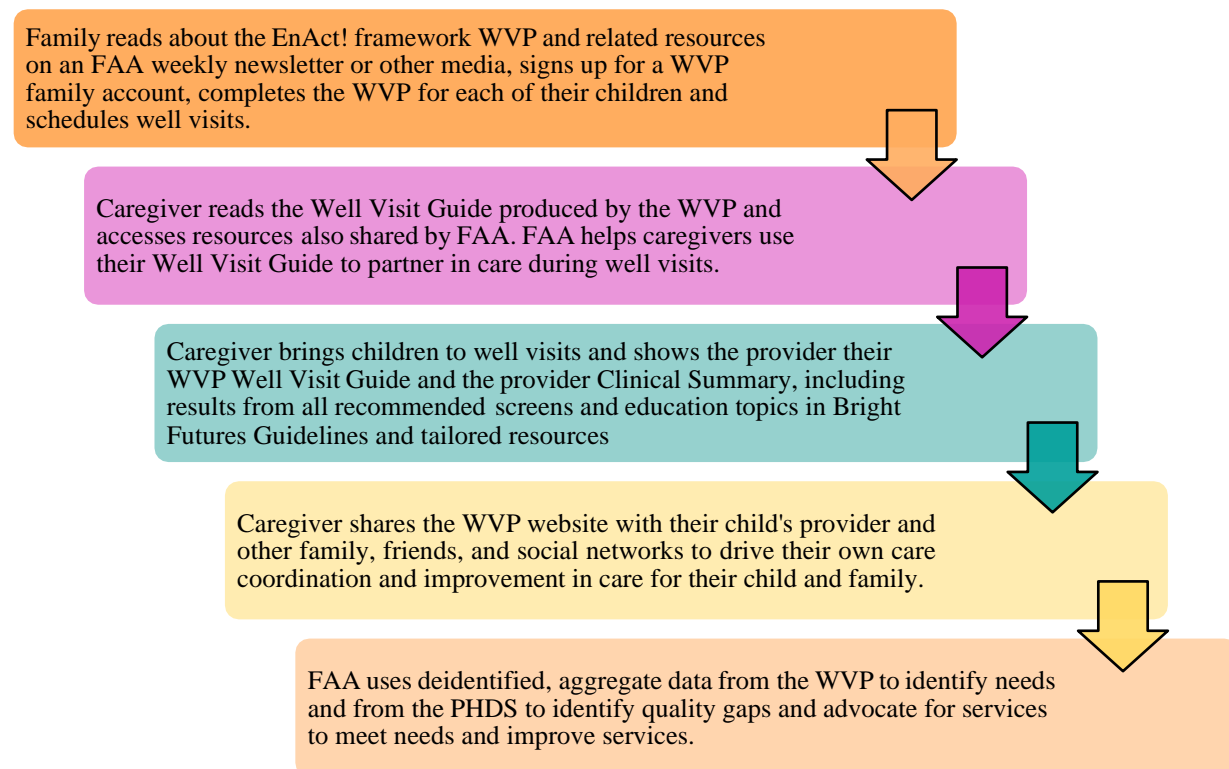 Family reads about the EnAct! framework WVP and related resources
on an FAA weekly newsletter or other media, signs up for a WVP
family account, completes the WVP for each of their children and
schedules well visits.
Caregiver reads the Well Visit Guide produced by the WVP and
accesses resources also shared by FAA. FAA helps caregivers use
their Well Visit Guide to partner in care during well visits.
Caregiver brings children to well visits and shows the provider their
WVP Well Visit Guide and the provider Clinical Summary, including
results from all recommended screens and education topics in Bright
Futures Guidelines and tailored resources
Caregiver shares the WVP website with their child's provider and
other family, friends, and social networks to drive their own care
coordination and improvement in care for their child and family.
FAA uses deidentified, aggregate data from the WVP to identify needs
and from the PHDS to identify quality gaps and advocate for services
to meet needs and improve services.